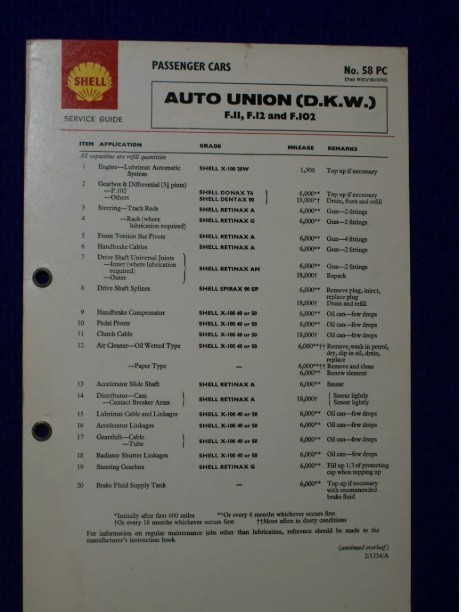 SHELL
SERVICE GUIDE
PASSENGER CARS
No. 58 PC
(1st REVISION)
AUTO UNION (D.K.W.)
F.11, F.12 and F.102
ITEM APPLICATION GRADE MILEAGE REMARKS
All capacities are refill quantities
1 Engine—Lubrimat Automatic System SHELL X-100 20W 1,500 Top up if necessary
2 Gearbox & Differential (3¾ pints)
—F.102 SHELL DONAX T6 6,000** Top up if necessary
—Others SHELL DENTAX 90 18,000† Drain, flush and refill
3 Steering—Track Rods SHELL RETINAX A 6,000** Gun—2 fittings
4 —Rack (where lubrication required) SHELL RETINAX G 6,000** Gun—2 fittings
5 Front Torsion Bar Pivots SHELL RETINAX A 6,000** Gun—4 fittings
6 Handbrake Cables SHELL RETINAX A 6,000** Gun—2 fittings
7 Drive Shaft Universal Joints
—Inner (where lubrication required) SHELL RETINAX AM 6,000** Gun—2 fittings
—Outer 18,000† Repack
8 Drive Shaft Splines SHELL SPIRAX 90 EP 6,000** Remove plug, inject, replace plug
18,000† Drain and refill
9 Handbrake Compensator SHELL X-100 40 or 50 6,000** Oil can—few drops
10 Pedal Pivots SHELL X-100 40 or 50 6,000** Oil can—few drops
11 Clutch Cable SHELL X-100 40 or 50 18,000† Oil can—few drops
12 Air Cleaner—Oil Wetted Type SHELL X-100 40 or 50 6,000**†† Remove, wash in petrol, dry, dip in oil, drain, replace
—Paper Type — 6,000**†† Remove and clean
6,000** Renew element
13 Accelerator Slide Shaft SHELL RETINAX A 6,000** Smear
14 Distributor—Cam Smear lightly
—Contact Breaker Arms SHELL RETINAX A 18,000† Smear lightly
15 Lubrimat Cable and Linkages SHELL X-100 40 or 50 6,000** Oil can—few drops
16 Accelerator Linkages SHELL X-100 40 or 50 6,000** Oil can—few drops
17 Gearshift—Cable
—Tube SHELL X-100 40 or 50 6,000** Oil can—few drops
18 Radiator Shutter Linkages SHELL X-100 40 or 50 6,000** Oil can—few drops
19 Steering Gearbox SHELL RETINAX G 6,000** Fill up 1/3 of protecting cap when topping up
20 Brake Fluid Supply Tank — 6,000** Top up if necessary with recommended brake fluid
*Initially after first 600 miles **Or every 6 months whichever occurs first
†Or every 18 months whichever occurs first ††More often in dusty conditions
For information on regular maintenance jobs other than lubrication, reference should be made to the
manufacturer's instruction book.
(continued overleaf)
2/1334/A